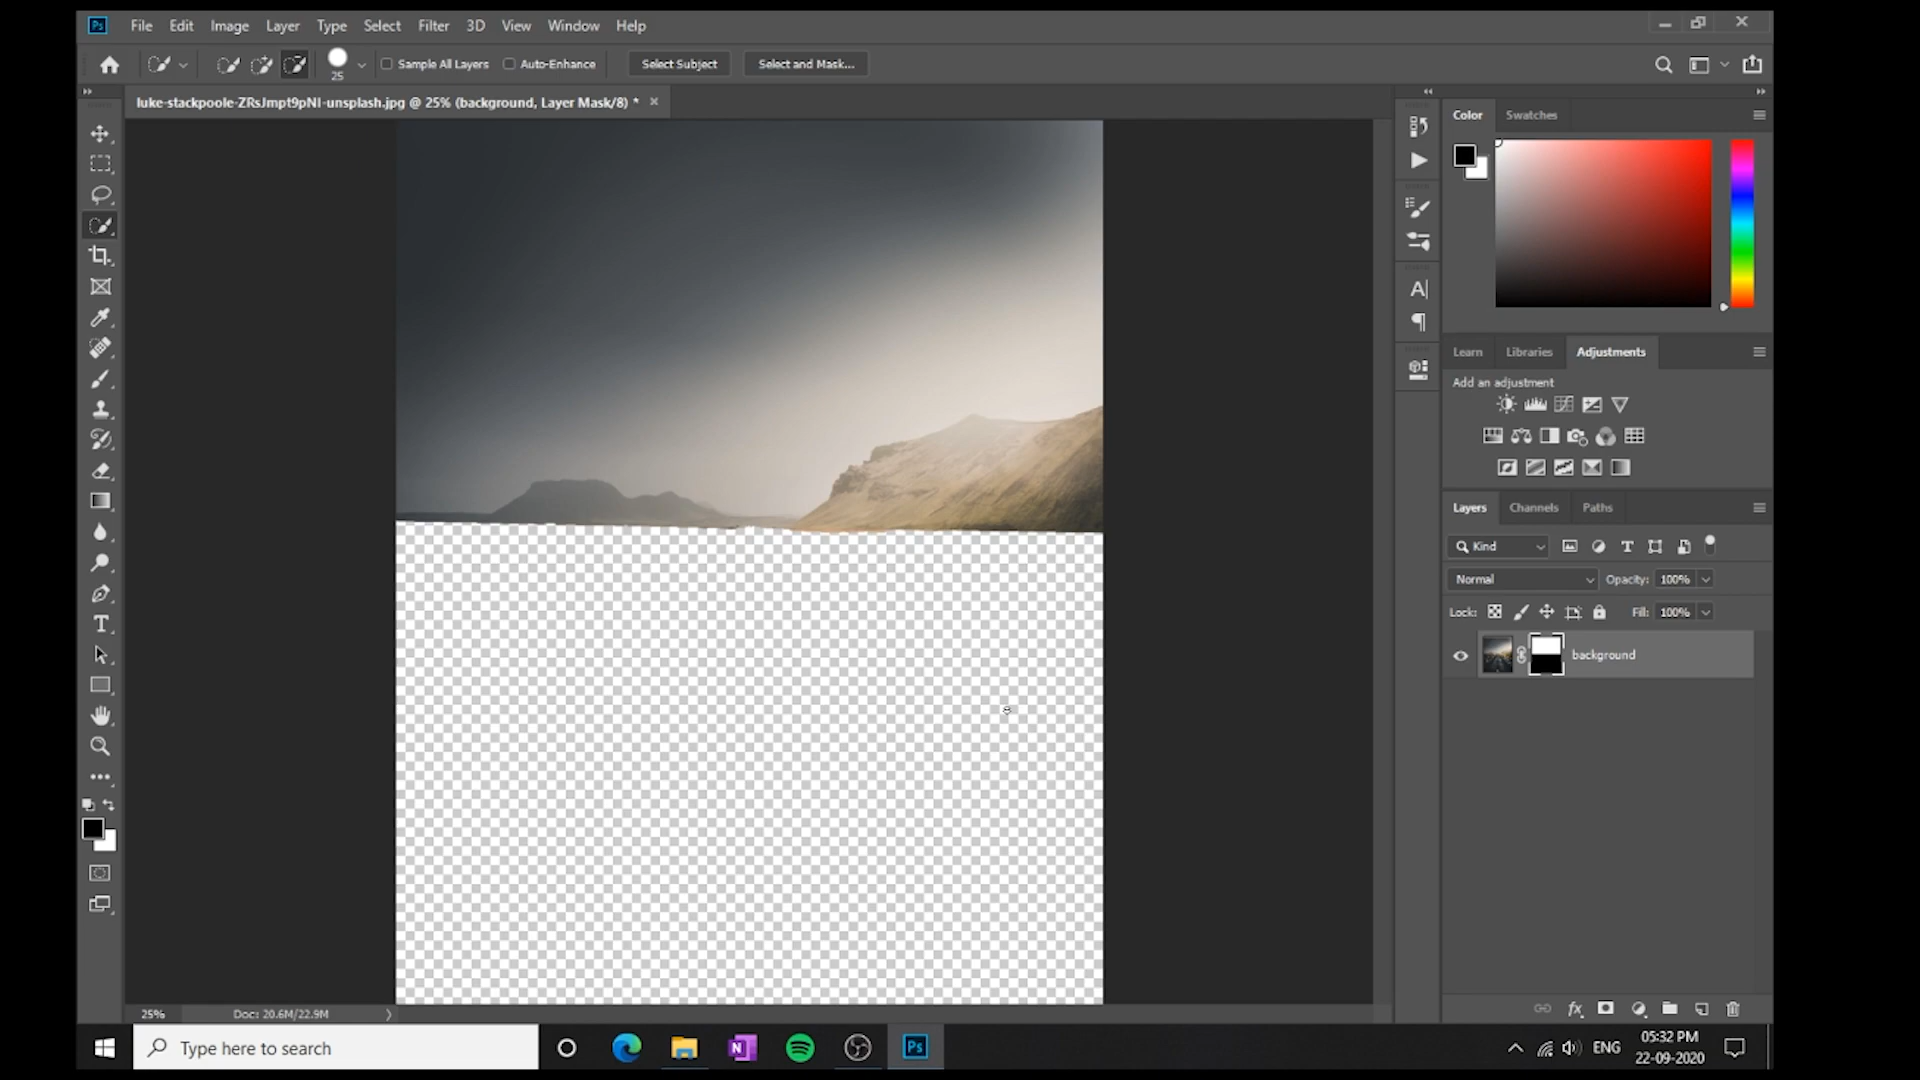 Ps File Edit Image Layer Type Select Filter 3D View Window Help
25 Sample All Layers Auto-Enhance Select Subject Select and Mask...
luke-stackpoole-ZRsJmpt9pNI-unsplash.jpg @ 25% (background, Layer Mask/8) *
Color Swatches
Learn Libraries Adjustments
Add an adjustment
Layers Channels Paths
Kind
Normal Opacity: 100%
Lock: Fill: 100%
background
25% Doc: 20.6M/22.9M
Type here to search
N
Ps
ENG
05:32 PM
22-09-2020